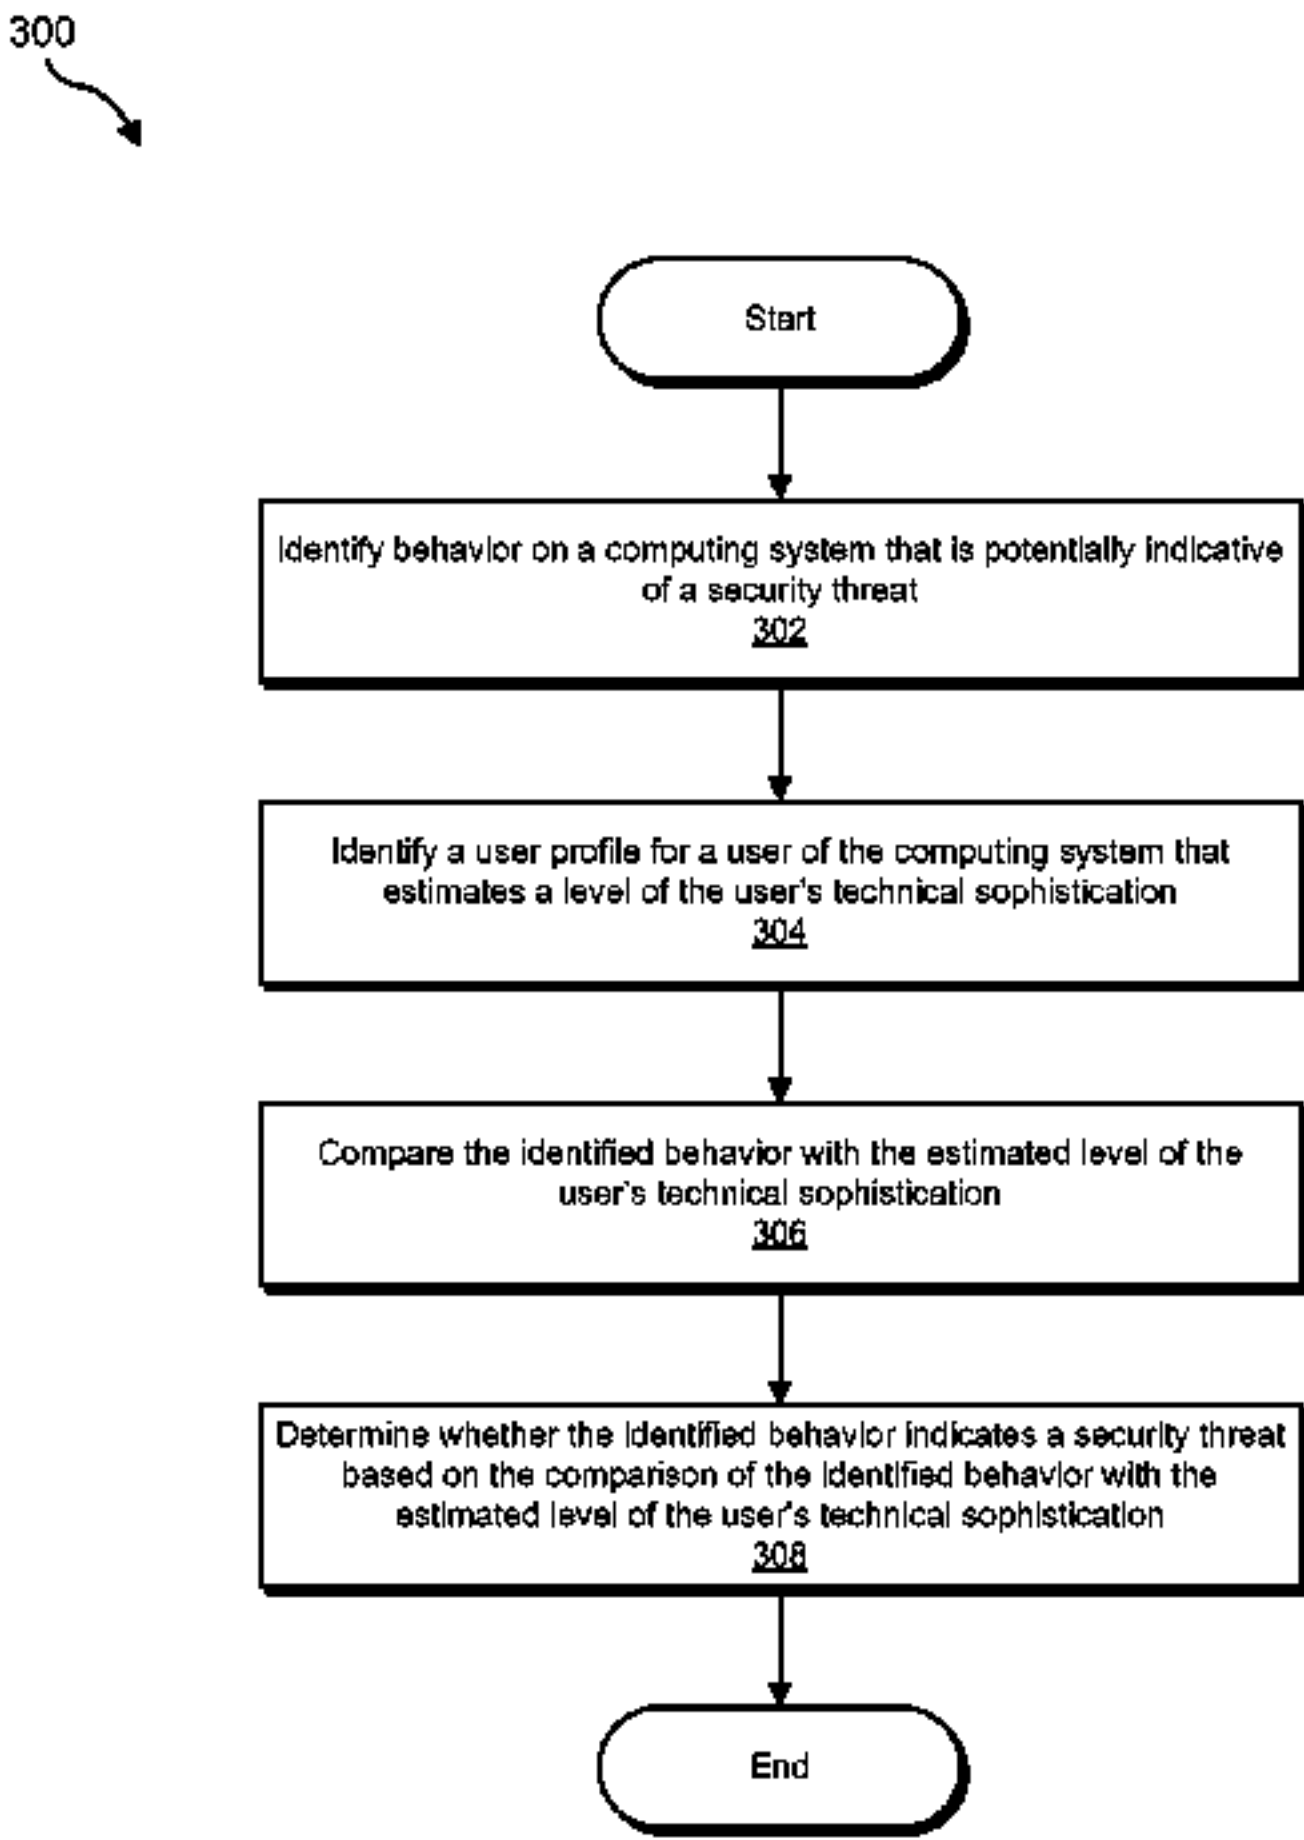 300
Start
Identify behavior on a computing system that is potentially indicative
of a security threat
302
Identify a user profile for a user of the computing system that
estimates a level of the user's technical sophistication
304
Compare the identified behavior with the estimated level of the
user's technical sophistication
306
Determine whether the identified behavior indicates a security threat
based on the comparison of the identified behavior with the
estimated level of the user's technical sophistication
308
End